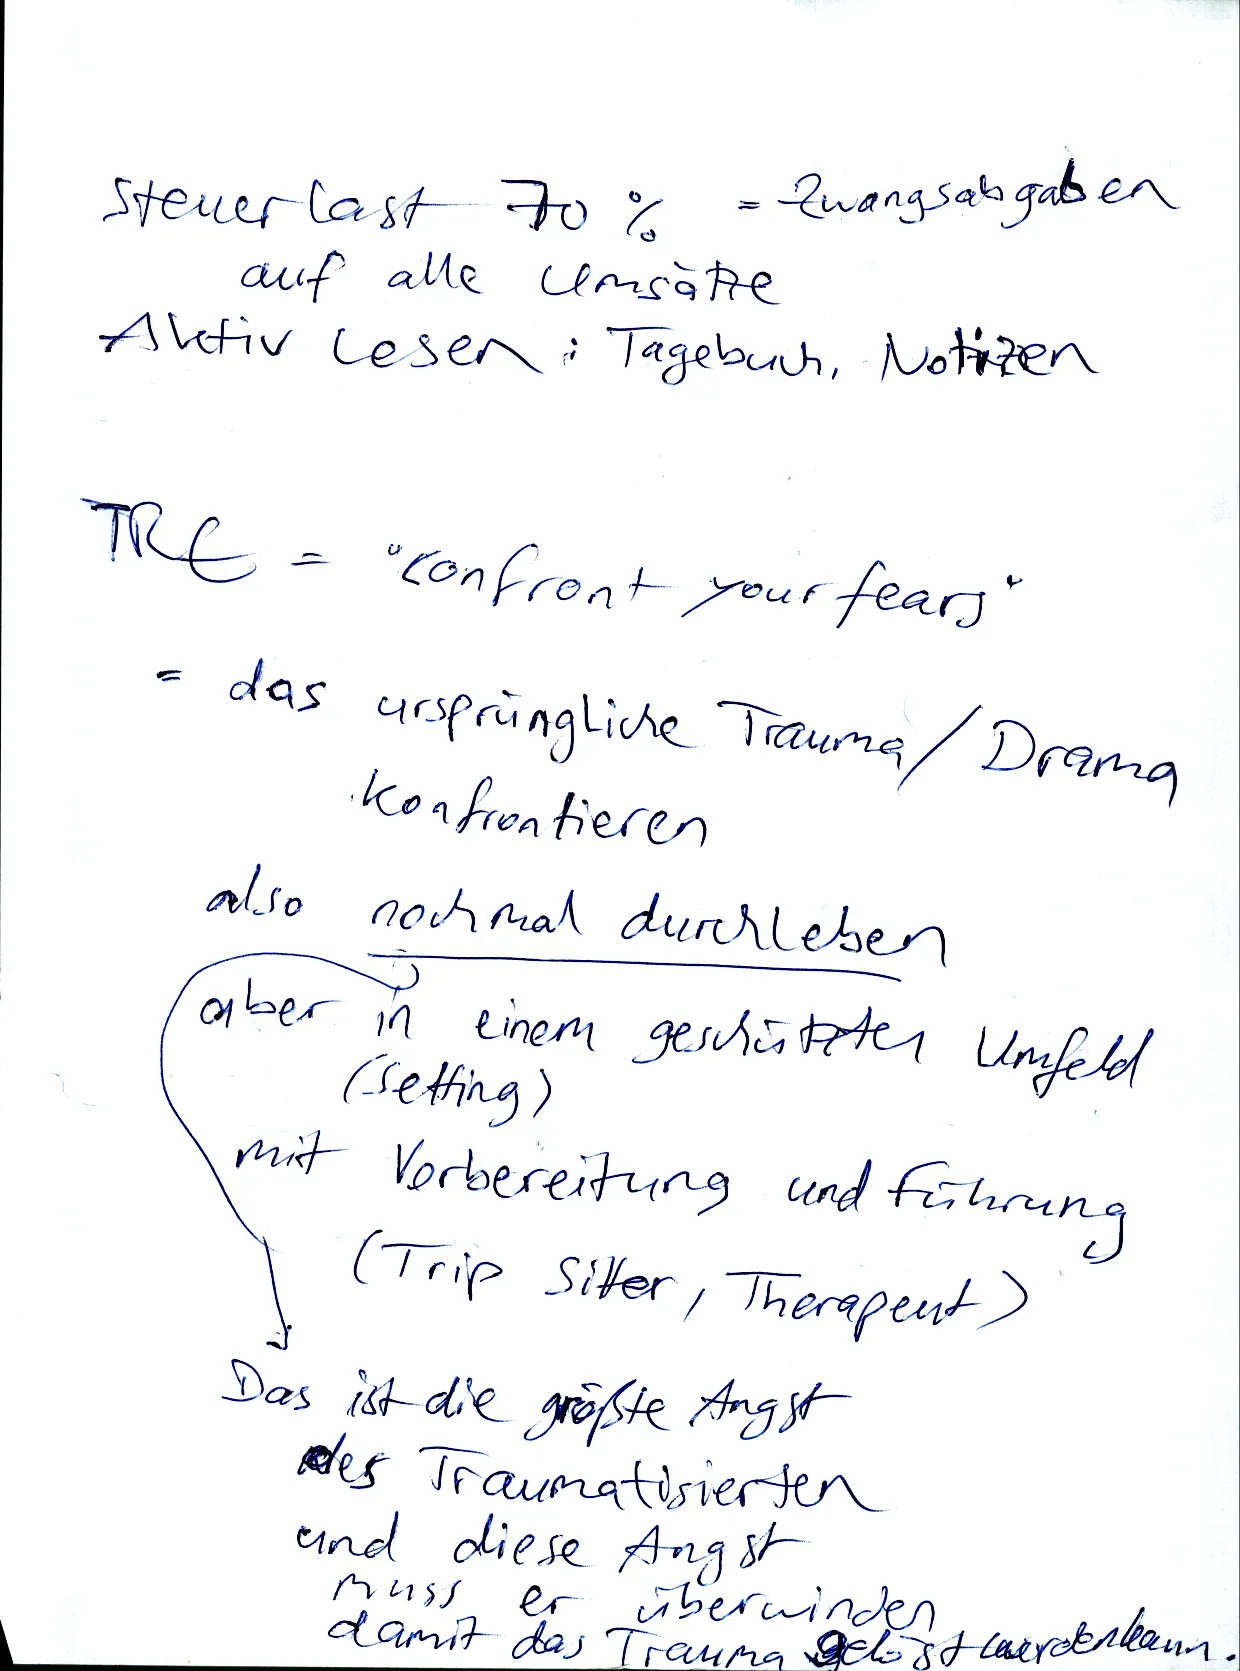 Steuerlast 70 % = Zwangsabgaben
auf alle Umsätze
Aktiv Lesen : Tagebuch, Notizen
TRE = "Confront your fears"
= das ursprüngliche Trauma / Drama
konfrontieren
also nochmal durchleben
aber in einem geschützten Umfeld
(Setting)
mit Vorbereitung und Führung
(Trip Sitter, Therapeut)
Das ist die größte Angst
des Traumatisierten
und diese Angst
muss er überwinden
damit das Trauma gelöst werden kann.